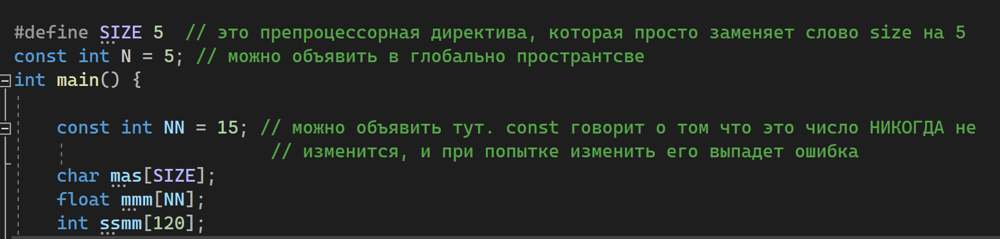 #define SIZE 5  // это препроцессорная директива, которая просто заменяет слово size на 5
const int N = 5; // можно объявить в глобально пространтсве
int main() {
const int NN = 15; // можно объявить тут. const говорит о том что это число НИКОГДА не
// изменится, и при попытке изменить его выпадет ошибка
char mas[SIZE];
float mmm[NN];
int ssmm[120];